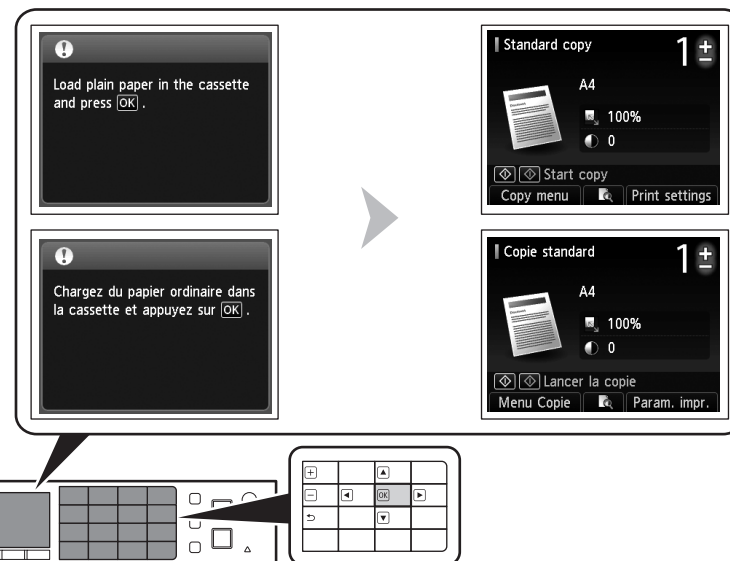 Load plain paper in the cassette
and press OK .
Standard copy
1
A4
100%
0
Start copy
Copy menu
Print settings
Chargez du papier ordinaire dans
la cassette et appuyez sur OK .
Copie standard
1
A4
100%
0
Lancer la copie
Menu Copie
Param. impr.
OK